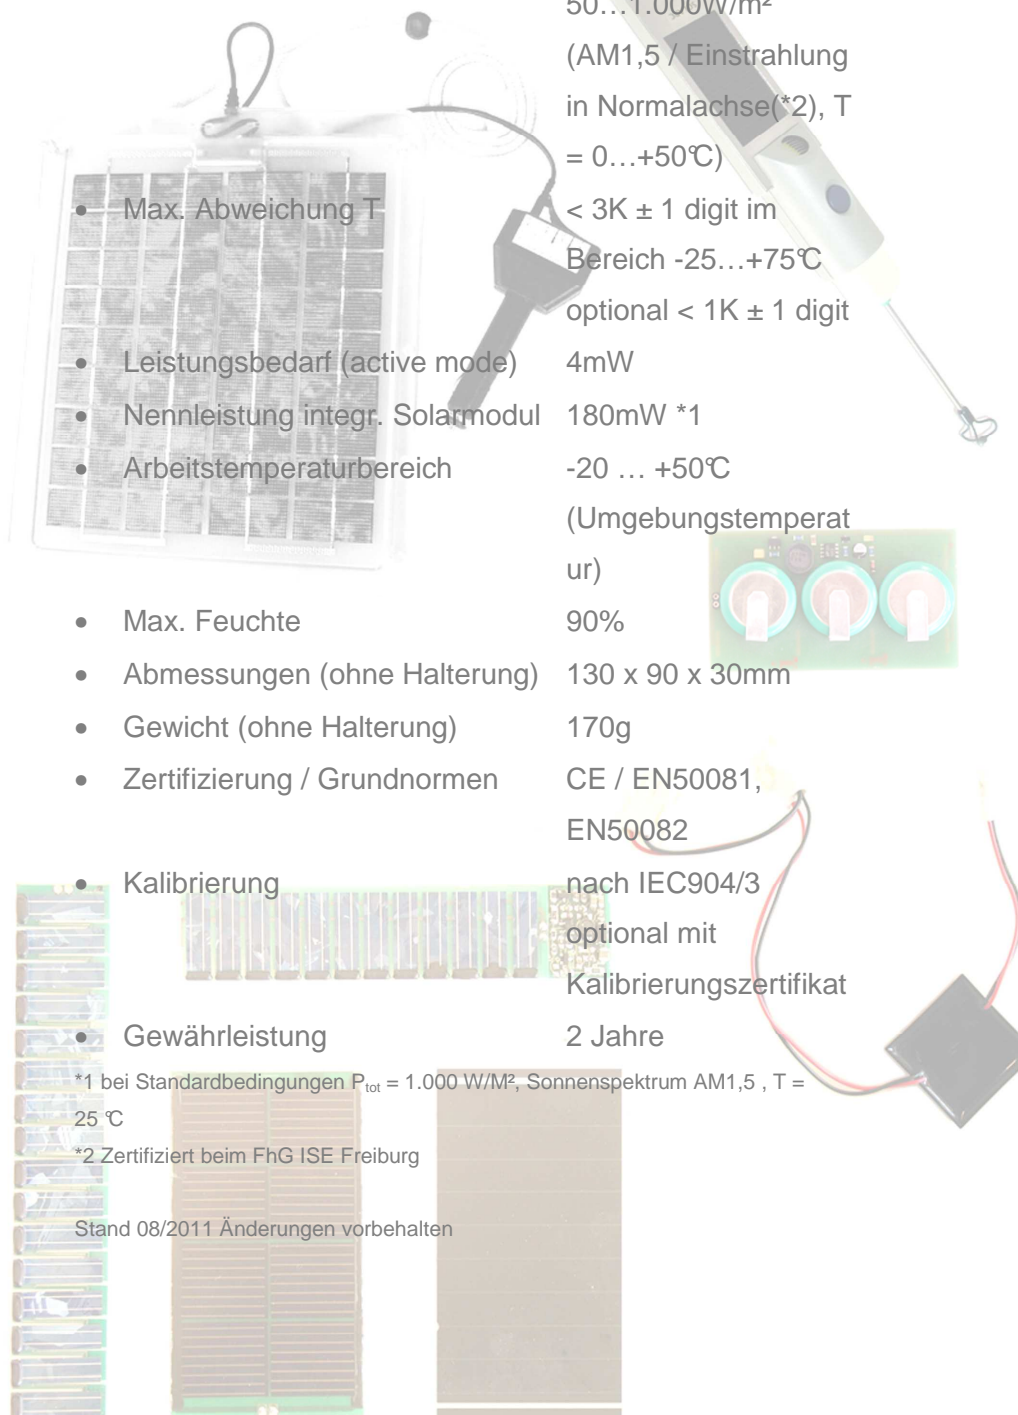 50…1.000W/m²
(AM1,5 / Einstrahlung
in Normalachse(*2), T
= 0…+50°C)
• Max. Abweichung T < 3K ± 1 digit im
Bereich -25…+75°C
optional < 1K ± 1 digit
• Leistungsbedarf (active mode) 4mW
• Nennleistung integr. Solarmodul 180mW *1
• Arbeitstemperaturbereich -20 … +50°C
(Umgebungstemperat
ur)
• Max. Feuchte 90%
• Abmessungen (ohne Halterung) 130 x 90 x 30mm
• Gewicht (ohne Halterung) 170g
• Zertifizierung / Grundnormen CE / EN50081,
EN50082
• Kalibrierung nach IEC904/3
optional mit
Kalibrierungszertifikat
• Gewährleistung 2 Jahre
*1 bei Standardbedingungen Ptot = 1.000 W/M², Sonnenspektrum AM1,5 , T =
25 °C
*2 Zertifiziert beim FhG ISE Freiburg
Stand 08/2011 Änderungen vorbehalten